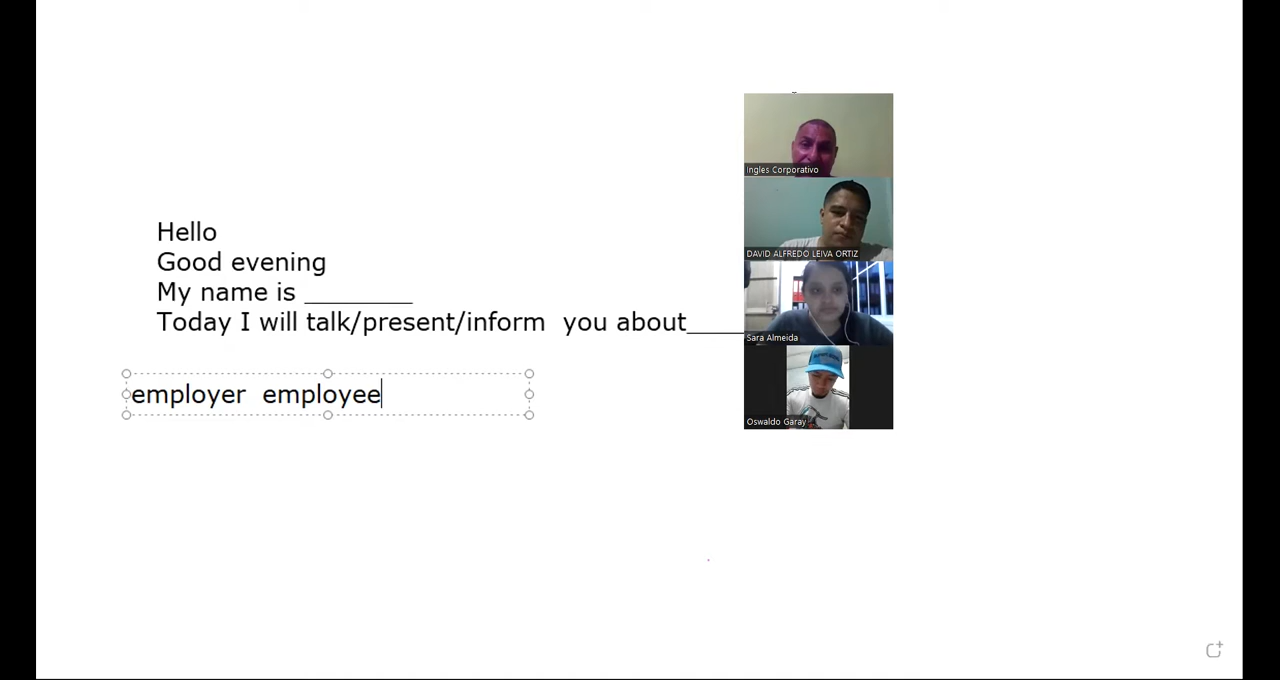 Hello
Good evening
My name is ________
Today I will talk/present/inform  you about_____
employer  employee
Ingles Corporativo
DAVID ALFREDO LEIVA ORTIZ
Sara Almeida
Oswaldo Garay